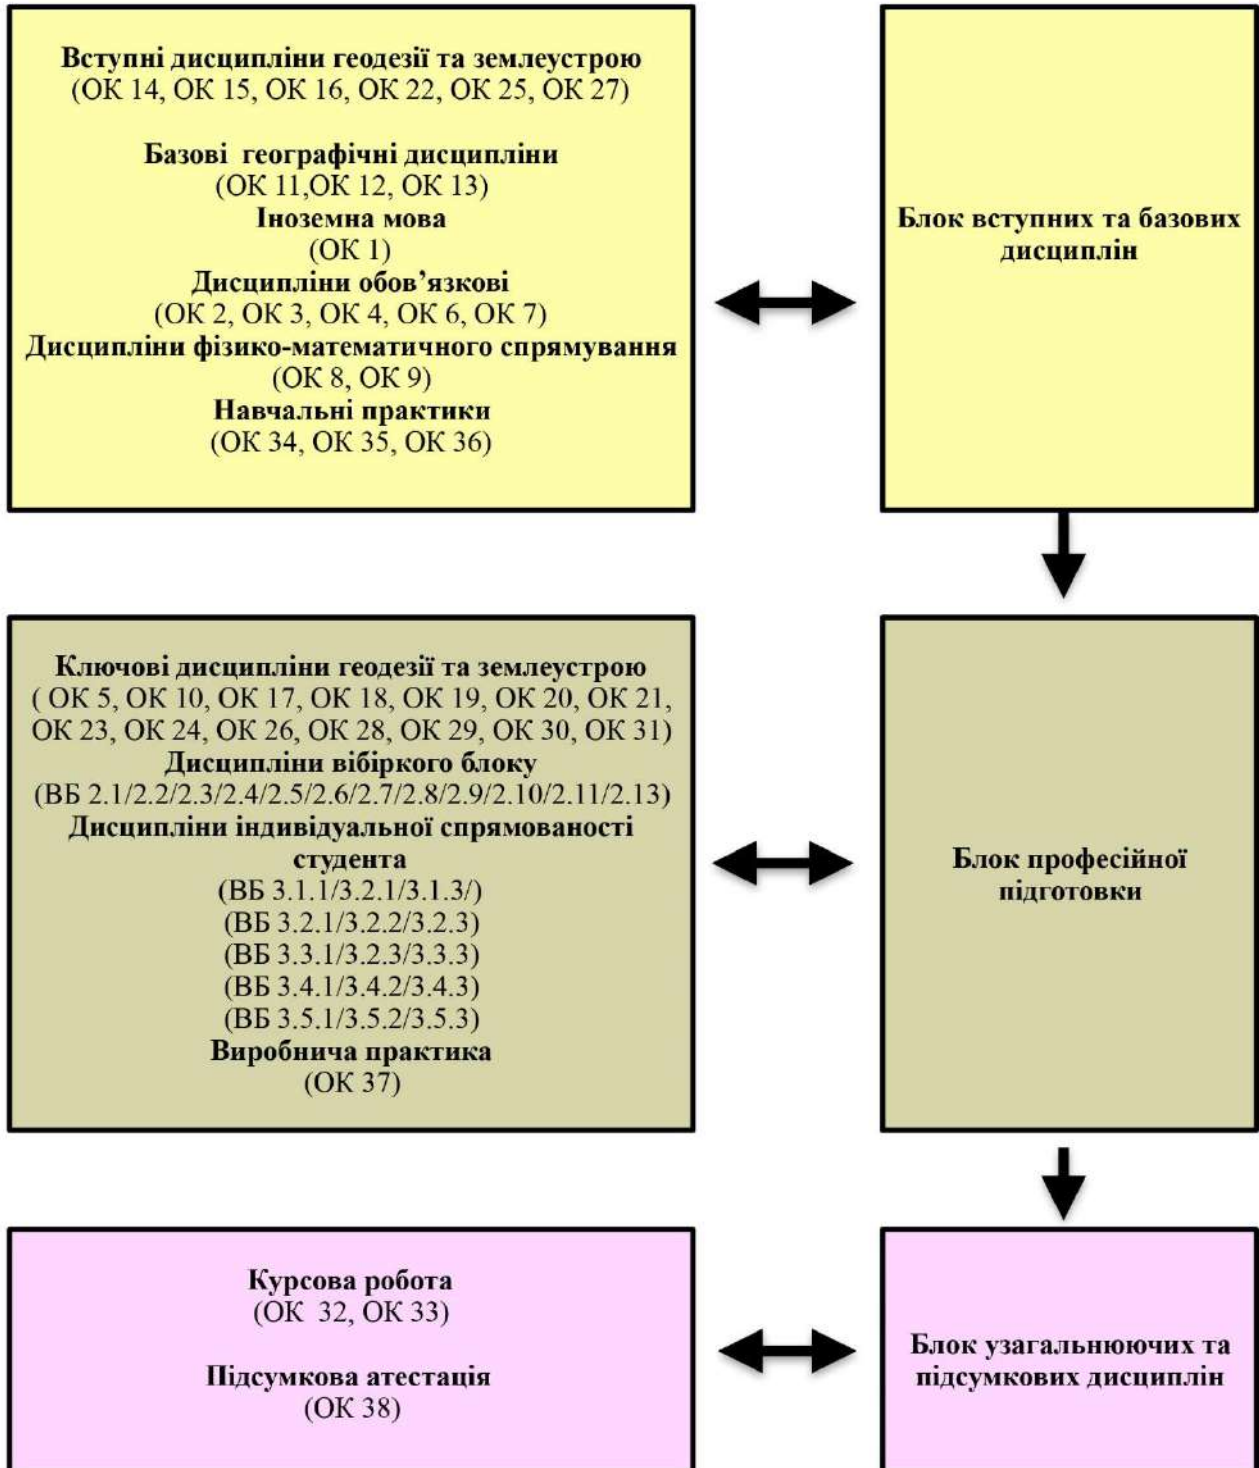 Вступні дисципліни геодезії та землеустрою
(ОК 14, ОК 15, ОК 16, ОК 22, ОК 25, ОК 27)
Базові географічні дисципліни
(ОК 11,ОК 12, ОК 13)
Іноземна мова
(ОК 1)
Дисципліни обов’язкові
(ОК 2, ОК 3, ОК 4, ОК 6, ОК 7)
Дисципліни фізико-математичного спрямування
(ОК 8, ОК 9)
Навчальні практики
(ОК 34, ОК 35, ОК 36)
Блок вступних та базових
дисциплін
Ключові дисципліни геодезії та землеустрою
( ОК 5, ОК 10, ОК 17, ОК 18, ОК 19, ОК 20, ОК 21,
ОК 23, ОК 24, ОК 26, ОК 28, ОК 29, ОК 30, ОК 31)
Дисципліни вібіркового блоку
(ВБ 2.1/2.2/2.3/2.4/2.5/2.6/2.7/2.8/2.9/2.10/2.11/2.13)
Дисципліни індивідуальної спрямованості
студента
(ВБ 3.1.1/3.2.1/3.1.3/)
(ВБ 3.2.1/3.2.2/3.2.3)
(ВБ 3.3.1/3.2.3/3.3.3)
(ВБ 3.4.1/3.4.2/3.4.3)
(ВБ 3.5.1/3.5.2/3.5.3)
Виробнича практика
(ОК 37)
Блок професійної
підготовки
Курсова робота
(ОК 32, ОК 33)
Підсумкова атестація
(ОК 38)
Блок узагальнюючих та
підсумкових дисциплін